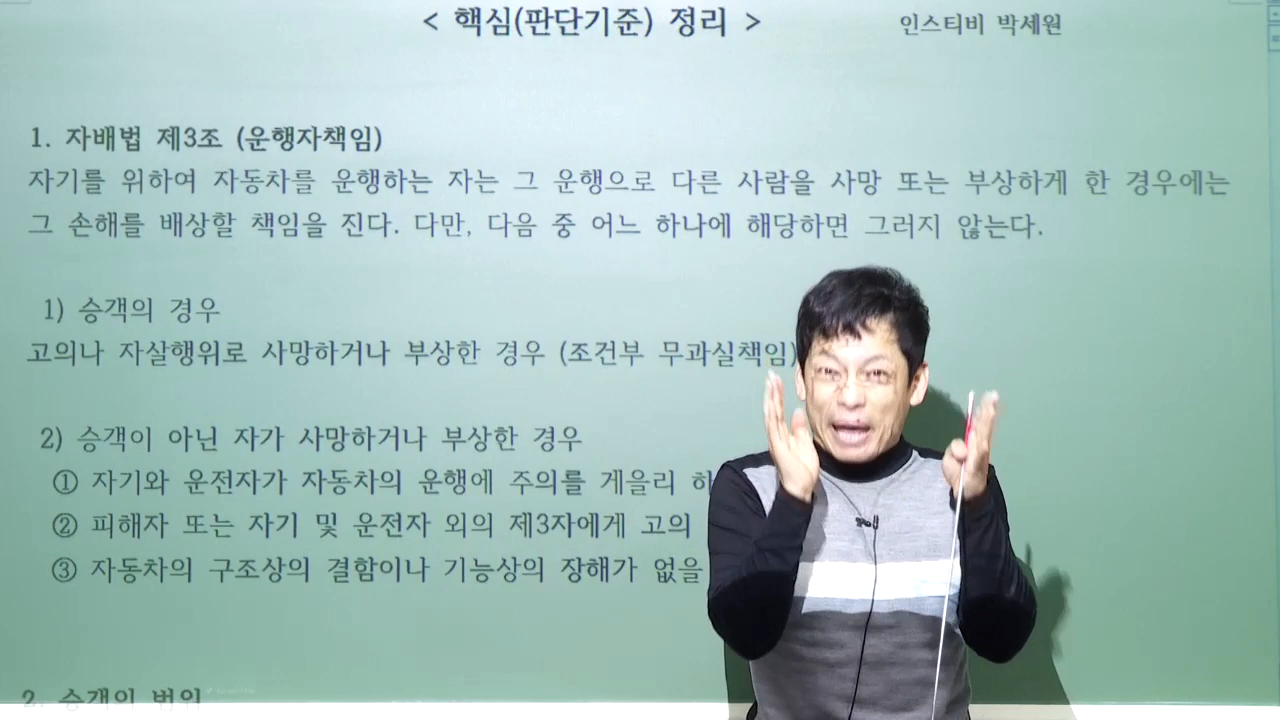 < 핵심(판단기준) 정리 >
인스티비 박세원
1. 자배법 제3조 (운행자책임)
자기를 위하여 자동차를 운행하는 자는 그 운행으로 다른 사람을 사망 또는 부상하게 한 경우에는
그 손해를 배상할 책임을 진다. 다만, 다음 중 어느 하나에 해당하면 그러지 않는다.
1) 승객의 경우
고의나 자살행위로 사망하거나 부상한 경우 (조건부 무과실책임)
2) 승객이 아닌 자가 사망하거나 부상한 경우
① 자기와 운전자가 자동차의 운행에 주의를 게을리 하
② 피해자 또는 자기 및 운전자 외의 제3자에게 고의
③ 자동차의 구조상의 결함이나 기능상의 장해가 없을
2. 승객의 범위